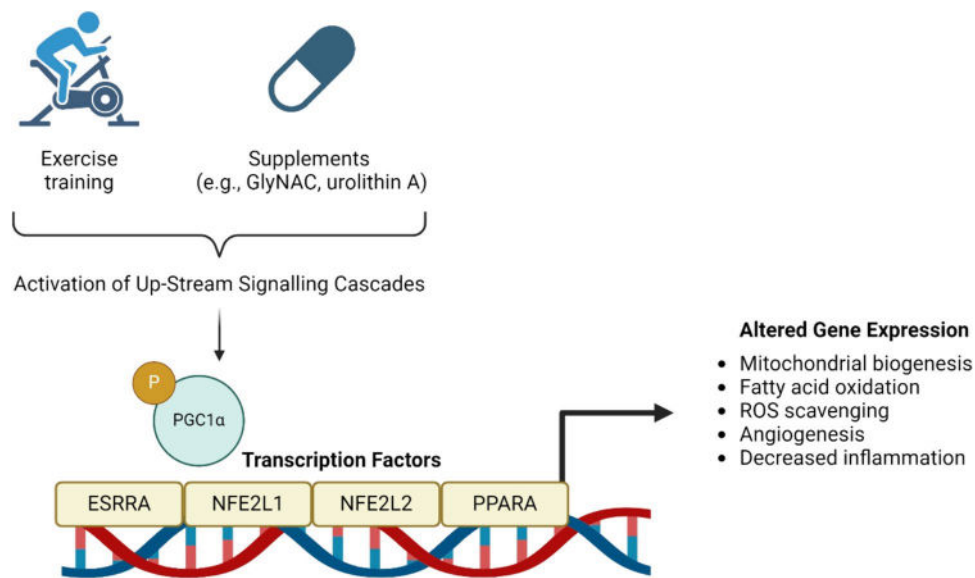 Exercise
training
Supplements
(e.g., GlyNAC, urolithin A)
Activation of Up-Stream Signalling Cascades
P
PGC1α
Transcription Factors
ESRRA
NFE2L1
NFE2L2
PPARA
Altered Gene Expression
• Mitochondrial biogenesis
• Fatty acid oxidation
• ROS scavenging
• Angiogenesis
• Decreased inflammation